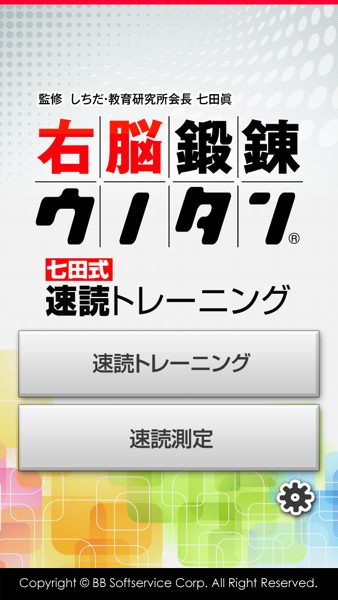 監修 しちだ・教育研究所会長 七田眞
右脳鍛錬
ウノタン®
七田式
速読トレーニング
速読トレーニング
速読測定
Copyright © BB Softservice Corp. All Right Reserved.